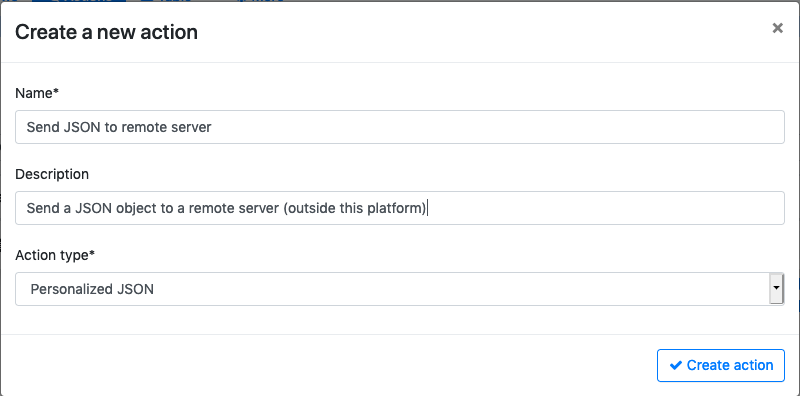 Create a new action
×
Name*
Send JSON to remote server
Description
Send a JSON object to a remote server (outside this platform)
Action type*
Personalized JSON
Create action